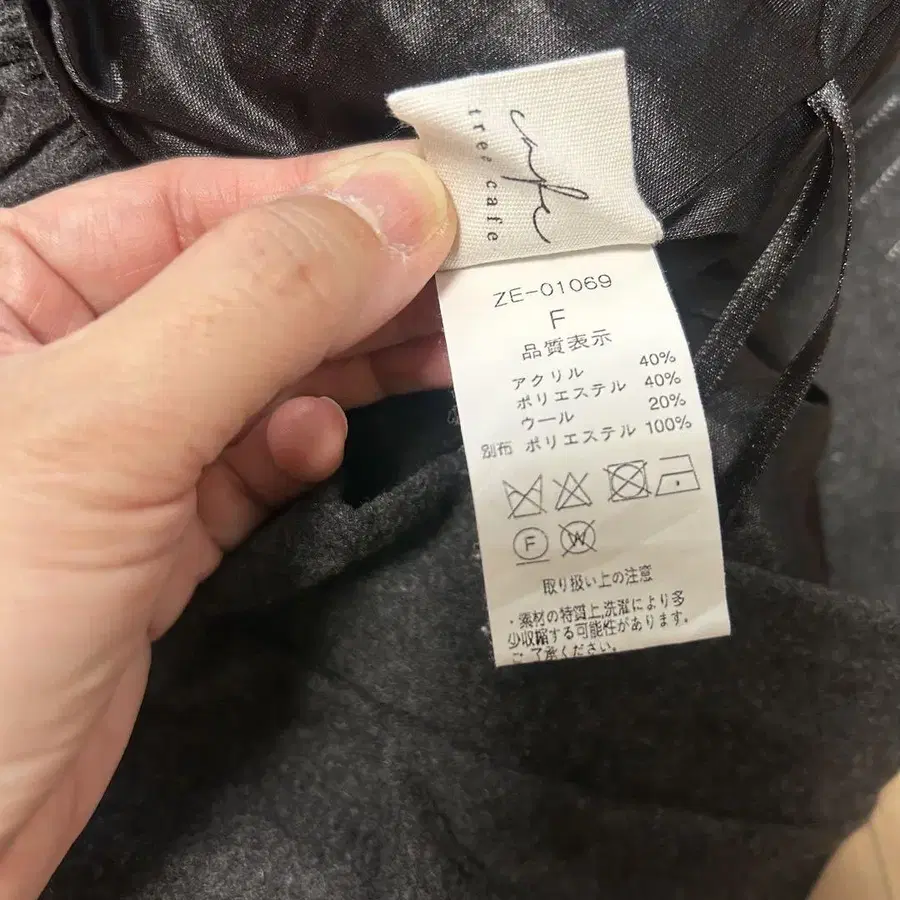 cafe
tree cafe
ZE-01069
F
品質表示
アクリル 40%
ポリエステル 40%
ウール 20%
別布 ポリエステル 100%
F W
取り扱い上の注意
・素材の特質上,洗濯により多
少収縮する可能性があります。
ご了承ください。